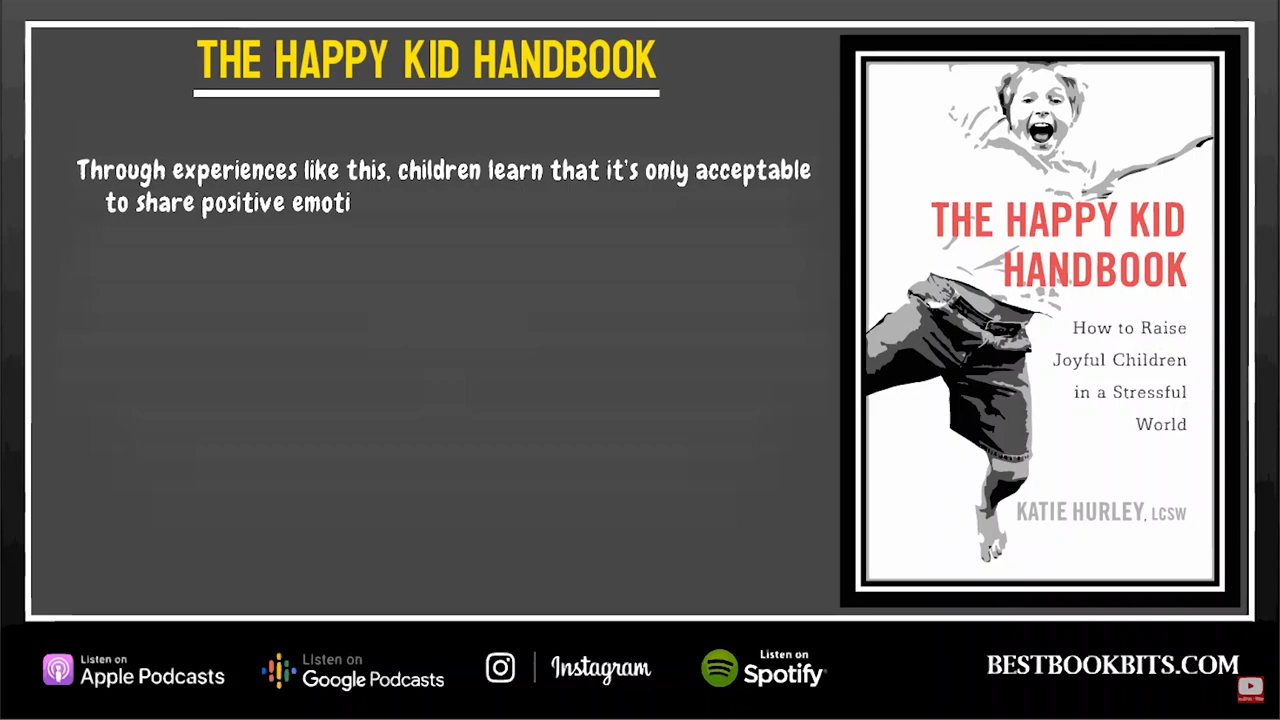 THE HAPPY KID HANDBOOK
Through experiences like this, children learn that it's only acceptable
to share positive emoti
THE HAPPY KID
HANDBOOK
How to Raise
Joyful Children
in a Stressful
World
KATIE HURLEY, LCSW
Listen on
Apple Podcasts
Listen on
Google Podcasts
Instagram
Listen on
Spotify
BESTBOOKBITS.COM